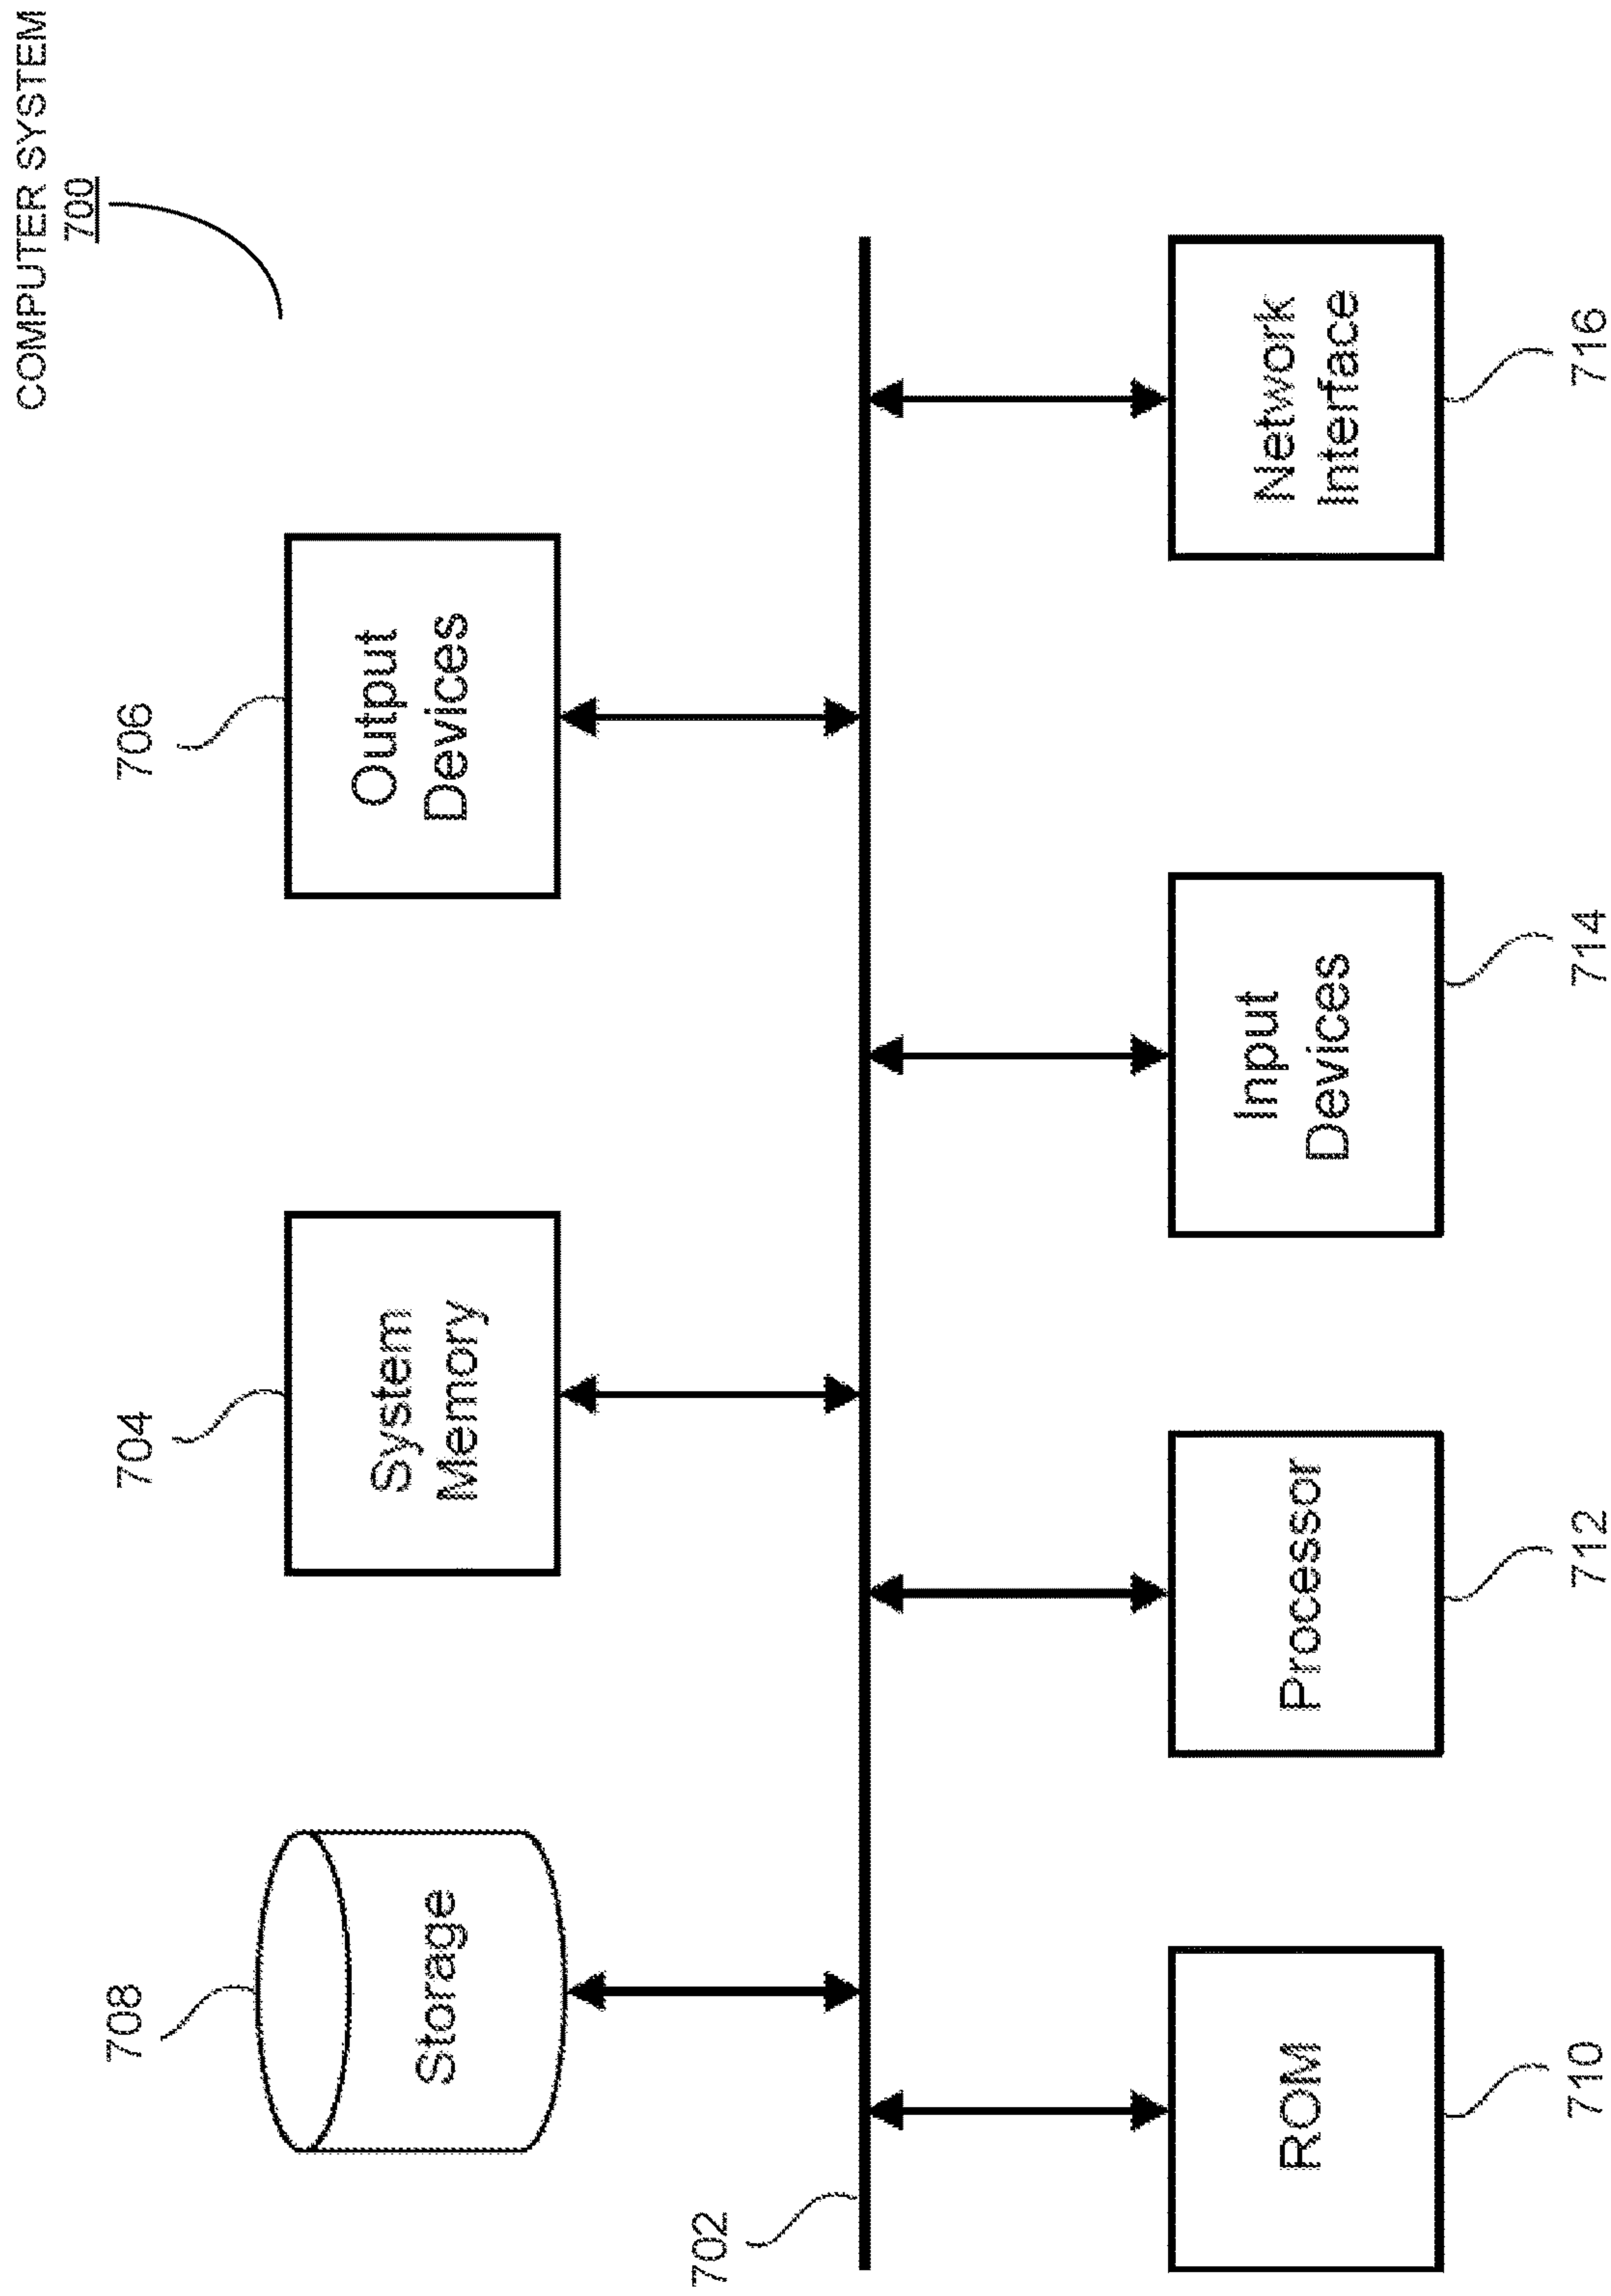 COMPUTER SYSTEM
700
708
704
706
Storage
System
Memory
Output
Devices
702
ROM
Processor
Input
Devices
Network
Interface
710
712
714
716